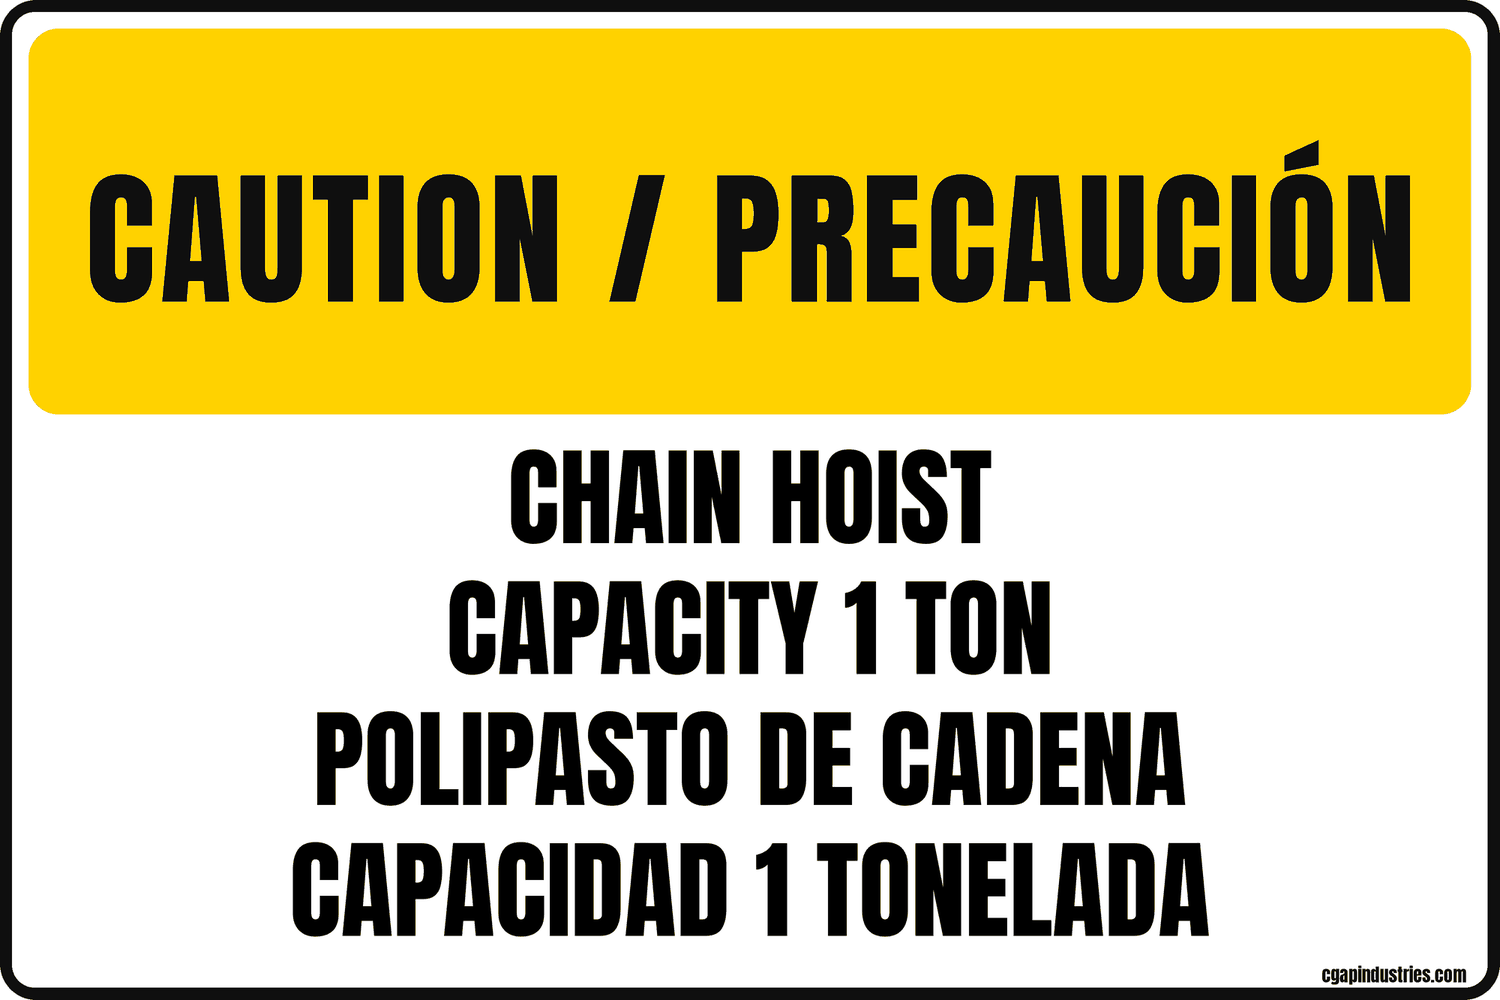 CAUTION / PRECAUCIÓN
CHAIN HOIST
CAPACITY 1 TON
POLIPASTO DE CADENA
CAPACIDAD 1 TONELADA
cgapindustries.com